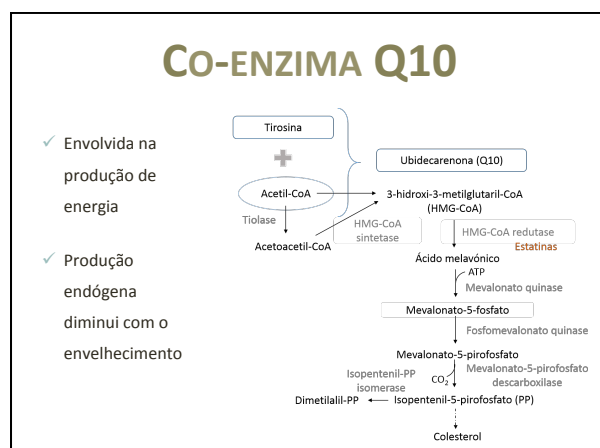 CO-ENZIMA Q10
✓ Envolvida na
produção de
energia
✓ Produção
endógena
diminui com o
envelhecimento
Tirosina
+
Ubidecarenona (Q10)
Acetil-CoA
3-hidroxi-3-metilglutaril-CoA
(HMG-CoA)
Tiolase
HMG-CoA
sintetase
HMG-CoA redutase
Estatinas
Acetoacetil-CoA
Ácido melavónico
ATP
Mevalonato quinase
Mevalonato-5-fosfato
Fosfomevalonato quinase
Mevalonato-5-pirofosfato
Isopentenil-PP
isomerase
CO2
Mevalonato-5-pirofosfato
descarboxilase
Dimetilalil-PP
Isopentenil-5-pirofosfato (PP)
Colesterol